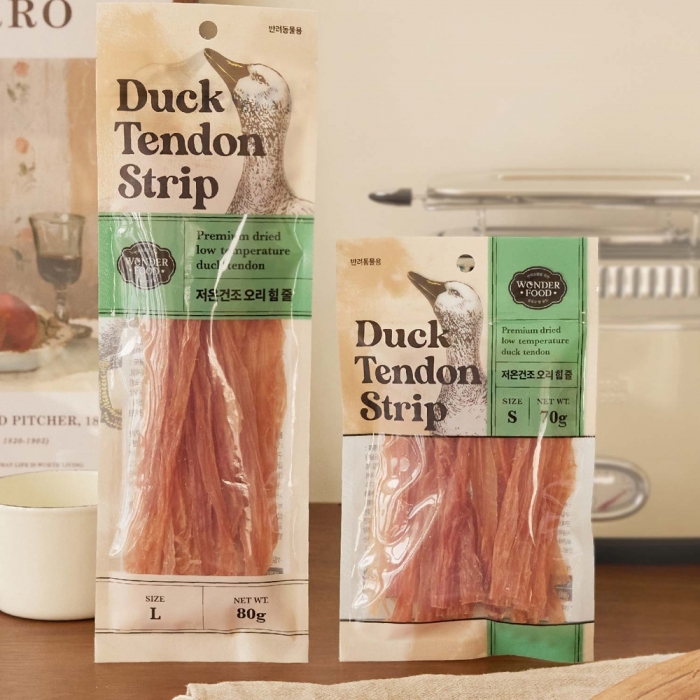 RO
D PITCHER, 18
1820-1902)
반려동물용
Duck
Tendon
Strip
WONDER
FOOD
Premium dried
low temperature
duck tendon
저온건조 오리 힘줄
SIZE
L
NET WT.
80g
반려동물용
Duck
Tendon
Strip
WONDER
FOOD
Premium dried
low temperature
duck tendon
저온건조 오리 힘줄
SIZE
S
NET WT.
70g